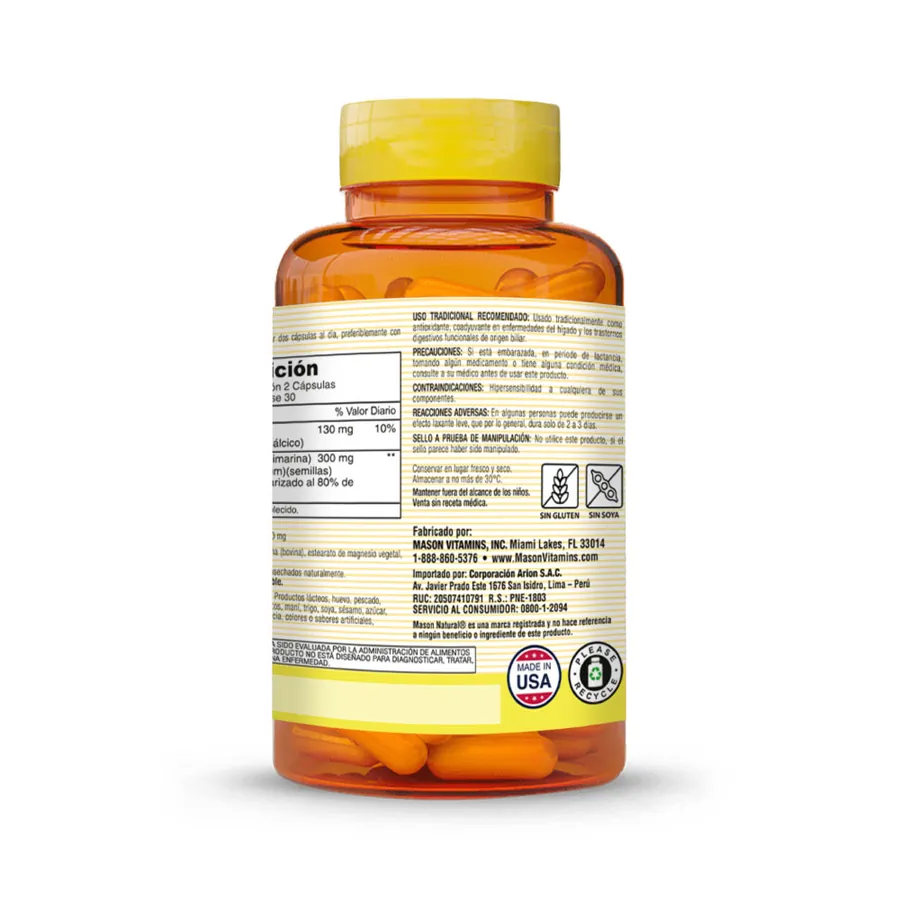 r dos cápsulas al día, preferiblemente con
ición
ón 2 Cápsulas
se 30
% Valor Diario
130 mg 10%
álcico)
imarina) 300 mg **
m)(semillas)
arizado al 80% de
olecido.
0 mg
na (bovina), estearato de magnesio vegetal,
osechados naturalmente.
ble.
Productos lácteos, huevo, pescado,
cos, maní, trigo, soya, sésamo, azúcar,
cia, colores o sabores artificiales,
A SIDO EVALUADA POR LA ADMINISTRACIÓN DE ALIMENTOS
RODUCTO NO ESTÁ DISEÑADO PARA DIAGNOSTICAR, TRATAR,
NA ENFERMEDAD.
USO TRADICIONAL RECOMENDADO: Usado tradicionalmente como
antioxidante, coadyuvante en enfermedades del hígado y los trastornos
digestivos funcionales de origen biliar.
PRECAUCIONES: Si está embarazada, en periodo de lactancia,
tomando algún medicamento o tiene alguna condición médica,
consulte a su médico antes de usar este producto.
CONTRAINDICACIONES: Hipersensibilidad a cualquiera de sus
componentes.
REACCIONES ADVERSAS: En algunas personas puede producirse un
efecto laxante leve, que por lo general, dura solo de 2 a 3 días.
SELLO A PRUEBA DE MANIPULACIÓN: No utilice este producto, si el
sello parece haber sido manipulado.
Conservar en lugar fresco y seco.
Almacenar a no más de 30°C.
Mantener fuera del alcance de los niños.
Venta sin receta médica.
SIN GLUTEN SIN SOYA
Fabricado por:
MASON VITAMINS, INC. Miami Lakes, FL 33014
1-888-860-5376 • www.MasonVitamins.com
Importado por: Corporación Arion S.A.C.
Av. Javier Prado Este 1676 San Isidro, Lima – Perú
RUC: 20507410791 R.S.: PNE-1803
SERVICIO AL CONSUMIDOR: 0800-1-2094
Mason Natural® es una marca registrada y no hace referencia
a ningún beneficio o ingrediente de este producto.
MADE IN
USA
PLEASE
RECYCLE